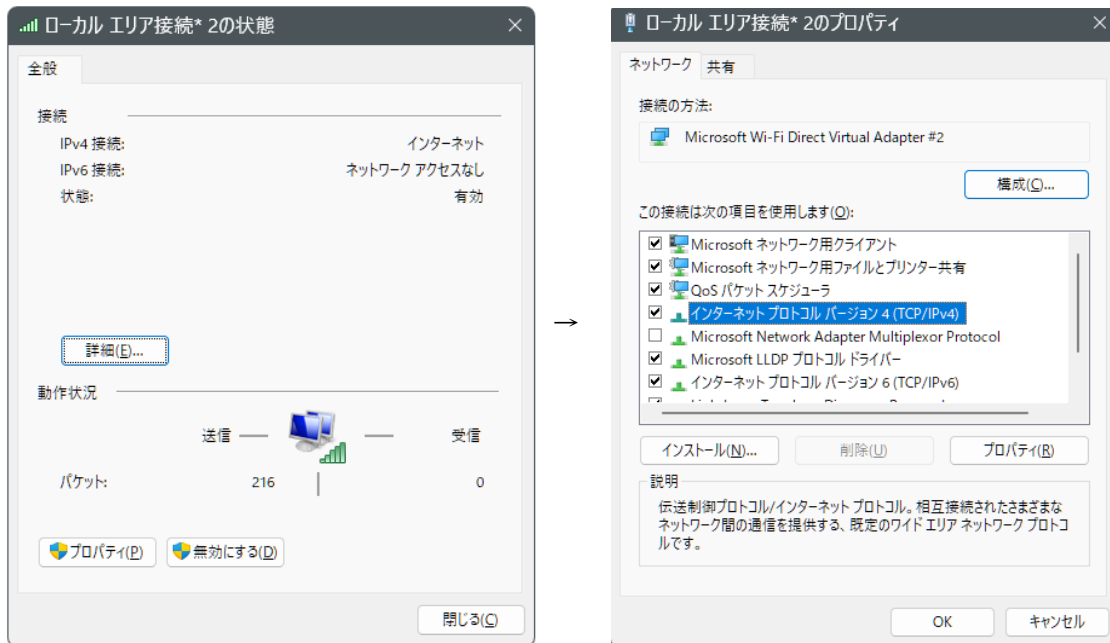 ローカル エリア接続* 2の状態
全般
接続
IPv4 接続: インターネット
IPv6 接続: ネットワーク アクセスなし
状態: 有効
詳細(E)...
動作状況
送信 受信
パケット: 216 0
プロパティ(P) 無効にする(D)
閉じる(C)
→
ローカル エリア接続* 2のプロパティ
ネットワーク 共有
接続の方法:
Microsoft Wi-Fi Direct Virtual Adapter #2
構成(C)...
この接続は次の項目を使用します(O):
Microsoft ネットワーク用クライアント
Microsoft ネットワーク用ファイルとプリンター共有
QoS パケット スケジューラ
インターネット プロトコル バージョン 4 (TCP/IPv4)
Microsoft Network Adapter Multiplexor Protocol
Microsoft LLDP プロトコル ドライバー
インターネット プロトコル バージョン 6 (TCP/IPv6)
インストール(N)... 削除(U) プロパティ(R)
説明
伝送制御プロトコル/インターネット プロトコル。相互接続されたさまざまな
ネットワーク間の通信を提供する、既定のワイド エリア ネットワーク プロトコ
ルです。
OK キャンセル